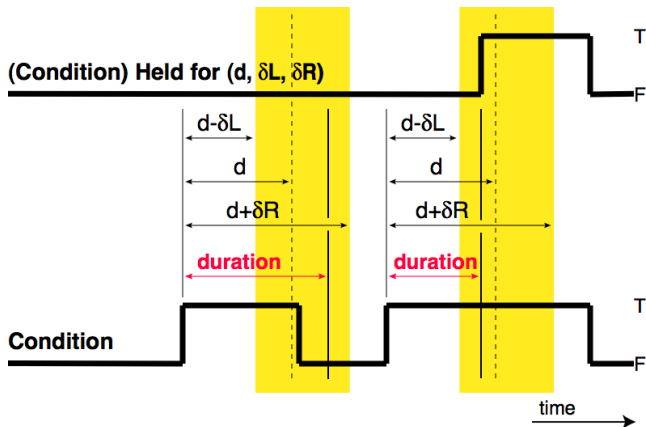 T
(Condition) Held for (d, δL, δR)
F
d-δL d-δL
d d
d+δR d+δR
duration duration
T
Condition
F
time